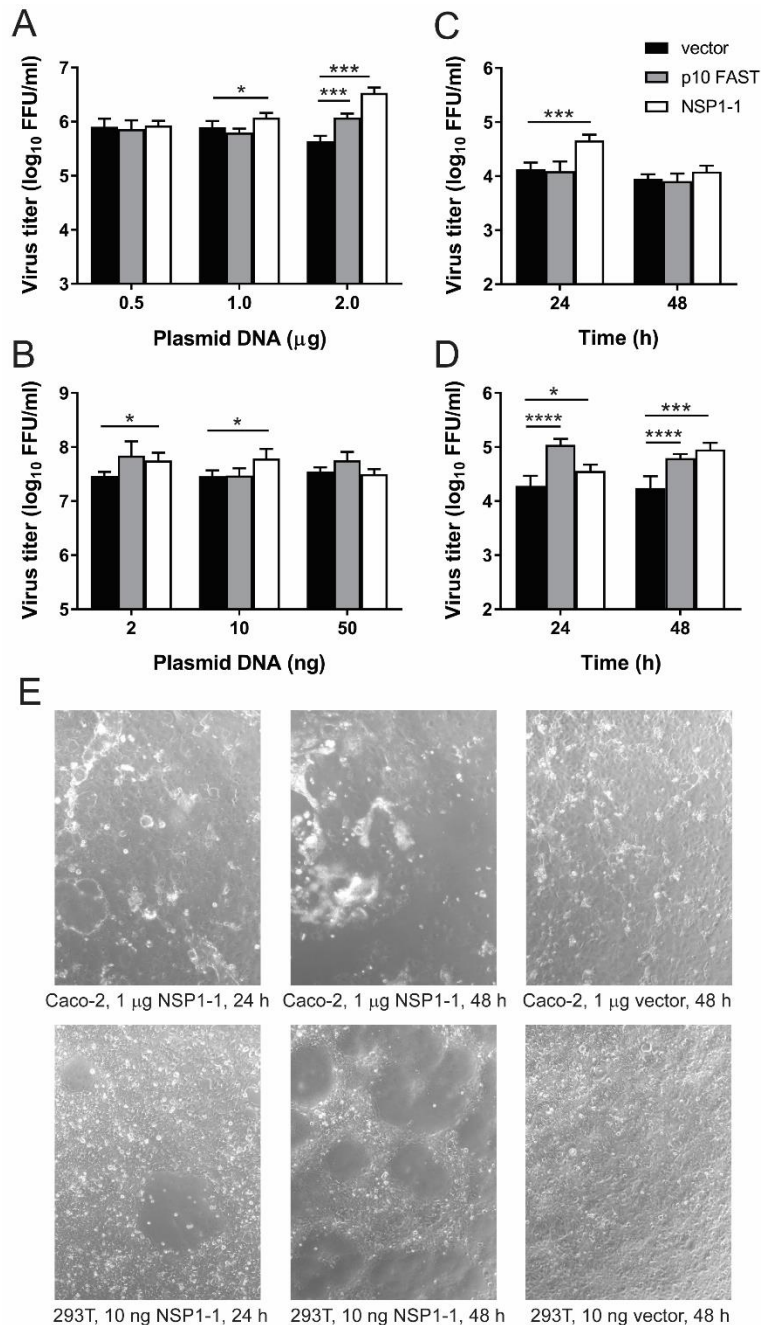 A
Virus titer (log10 FFU/ml)
7
6
5
4
3
*
***
***
0.5 1.0 2.0
Plasmid DNA (μg)
C
vector
p10 FAST
NSP1-1
Virus titer (log10 FFU/ml)
6
5
4
3
2
***
24 48
Time (h)
B
Virus titer (log10 FFU/ml)
9
8
7
6
5
*
*
2 10 50
Plasmid DNA (ng)
D
Virus titer (log10 FFU/ml)
6
5
4
3
2
*
****
***
****
24 48
Time (h)
E
Caco-2, 1 μg NSP1-1, 24 h
Caco-2, 1 μg NSP1-1, 48 h
Caco-2, 1 μg vector, 48 h
293T, 10 ng NSP1-1, 24 h
293T, 10 ng NSP1-1, 48 h
293T, 10 ng vector, 48 h